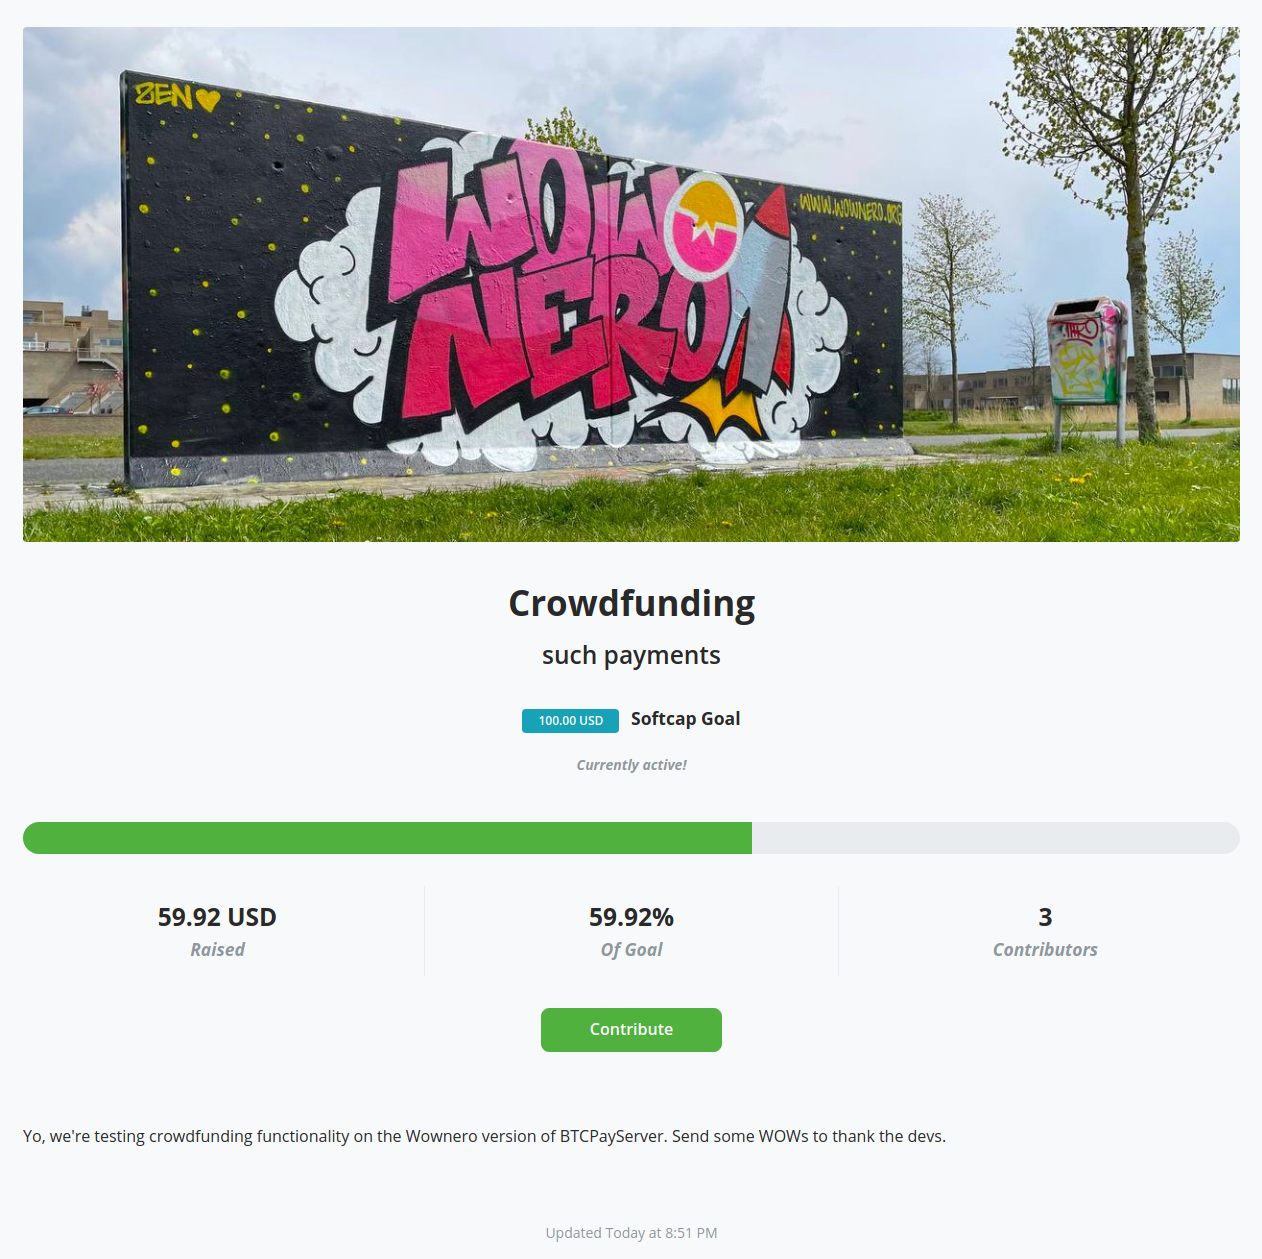 ZEN
WWW.WOWNERO.ORG
WOW
NERO
Crowdfunding
such payments
100.00 USD Softcap Goal
Currently active!
59.92 USD
Raised
59.92%
Of Goal
3
Contributors
Contribute
Yo, we're testing crowdfunding functionality on the Wownero version of BTCPayServer. Send some WOWs to thank the devs.
Updated Today at 8:51 PM